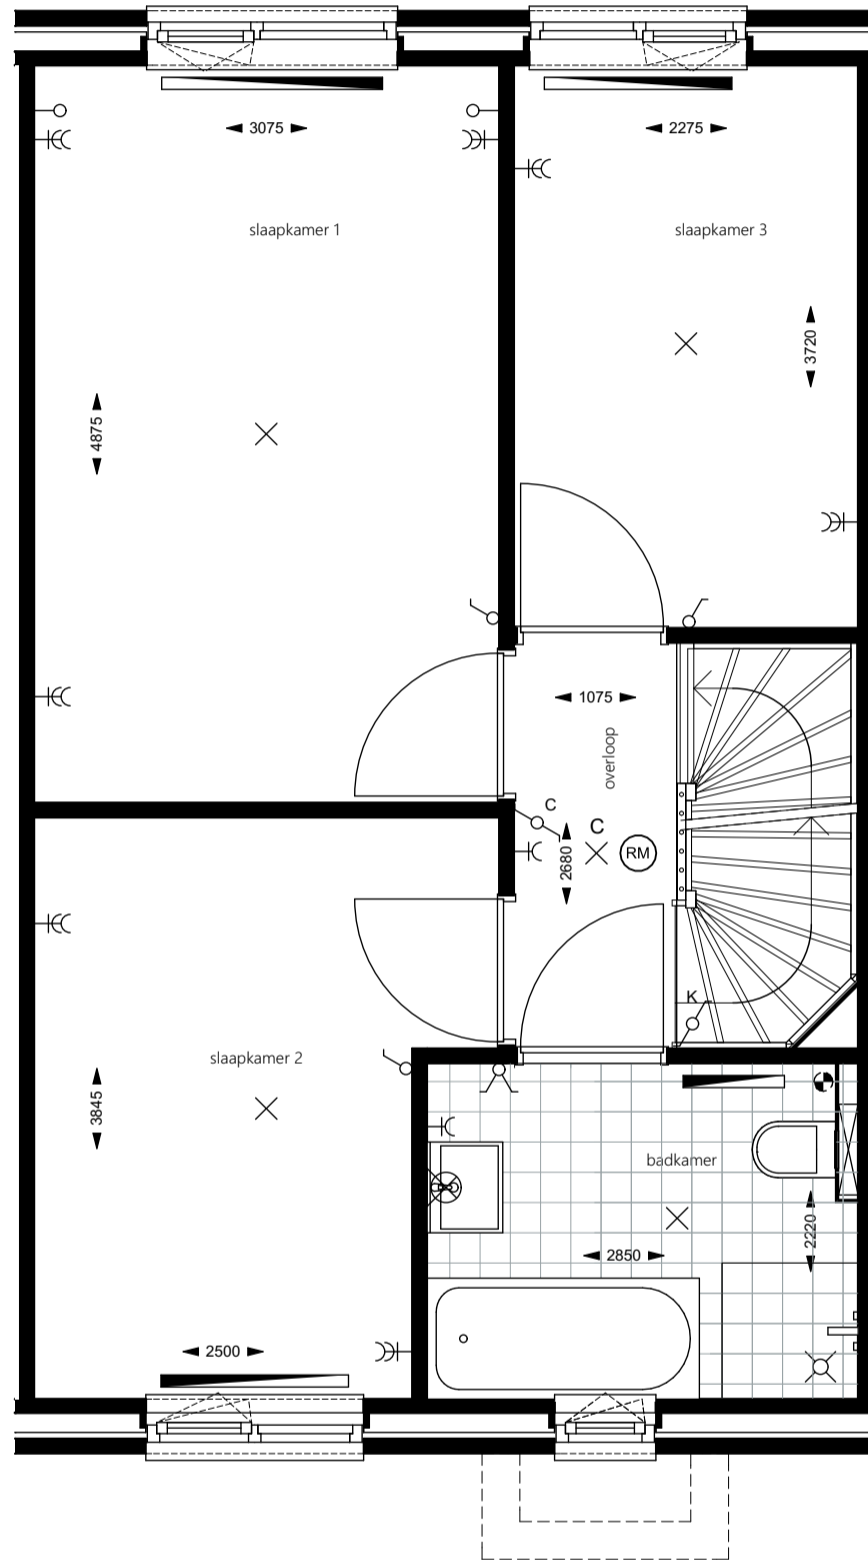 3075
2275
slaapkamer 1
slaapkamer 3
3720
4875
1075
overloop
C
C
2680
RM
K
slaapkamer 2
3845
badkamer
2220
2850
2500